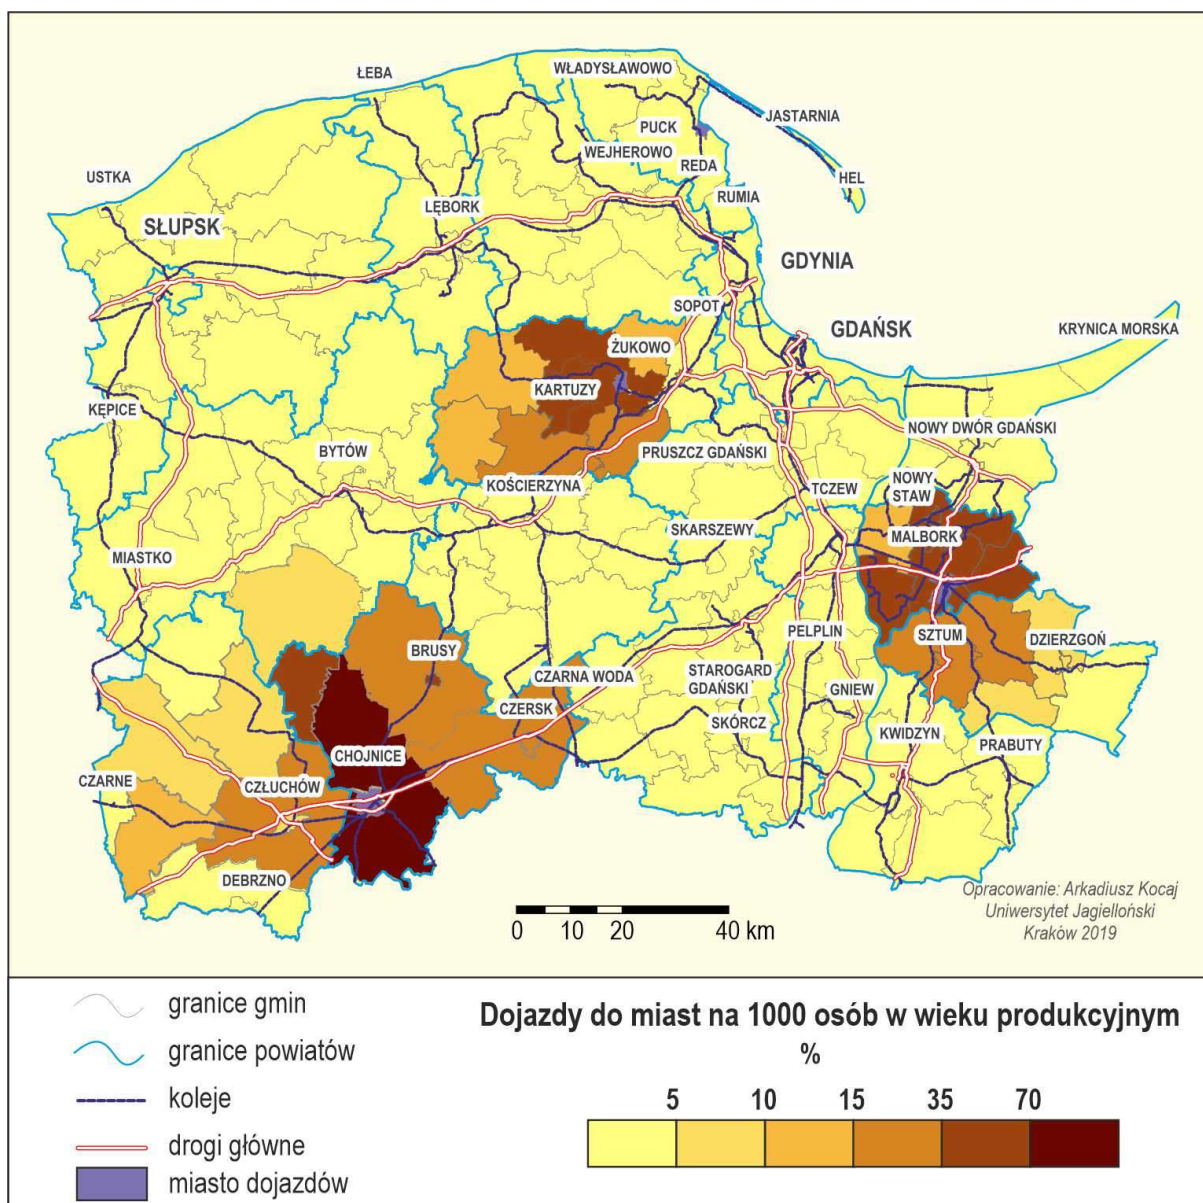 ŁEBA
WŁADYSŁAWOWO
JASTARNIA
PUCK
WEJHEROWO
REDA
HEL
USTKA
RUMIA
LĘBORK
SŁUPSK
GDYNIA
SOPOT
GDAŃSK
KRYNICA MORSKA
ŻUKOWO
KARTUZY
KĘPICE
NOWY DWÓR GDAŃSKI
BYTÓW
PRUSZCZ GDAŃSKI
NOWY
STAW
KOŚCIERZYNA
TCZEW
SKARSZEWY
MALBORK
MIASTKO
PELPLIN
SZTUM
DZIERZGOŃ
BRUSY
CZARNA WODA
STAROGARD
GDAŃSKI
GNIEW
CZERSK
SKÓRCZ
KWIDZYN
PRABUTY
CHOJNICE
CZARNE
CZŁUCHÓW
DEBRZNO
Opracowanie: Arkadiusz Kocaj
Uniwersytet Jagielloński
Kraków 2019
0 10 20 40 km
granice gmin
granice powiatów
koleje
drogi główne
miasto dojazdów
Dojazdy do miast na 1000 osób w wieku produkcyjnym
%
5 10 15 35 70